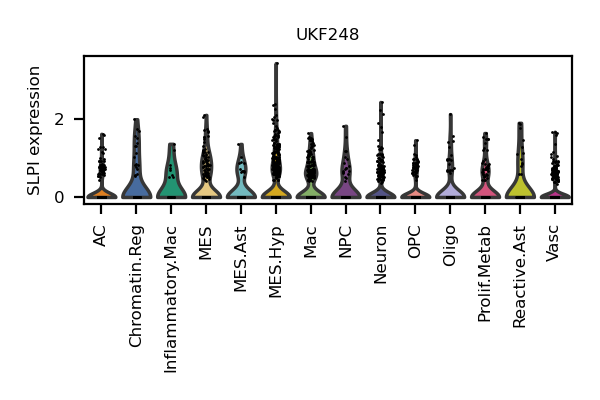 UKF248
SLPI expression
2
0
AC
Chromatin.Reg
Inflammatory.Mac
MES
MES.Ast
MES.Hyp
Mac
NPC
Neuron
OPC
Oligo
Prolif.Metab
Reactive.Ast
Vasc